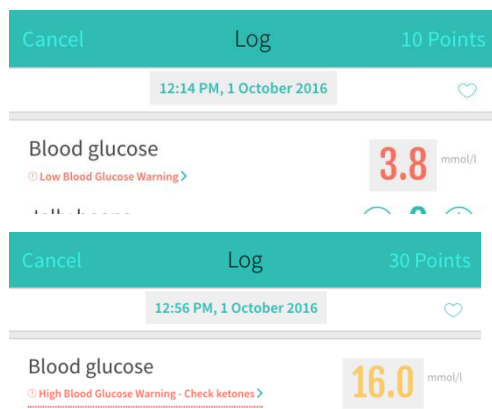 Cancel Log 10 Points
12:14 PM, 1 October 2016
Blood glucose
3.8 mmol/l
Low Blood Glucose Warning >
Cancel Log 30 Points
12:56 PM, 1 October 2016
Blood glucose
16.0 mmol/l
High Blood Glucose Warning - Check ketones >